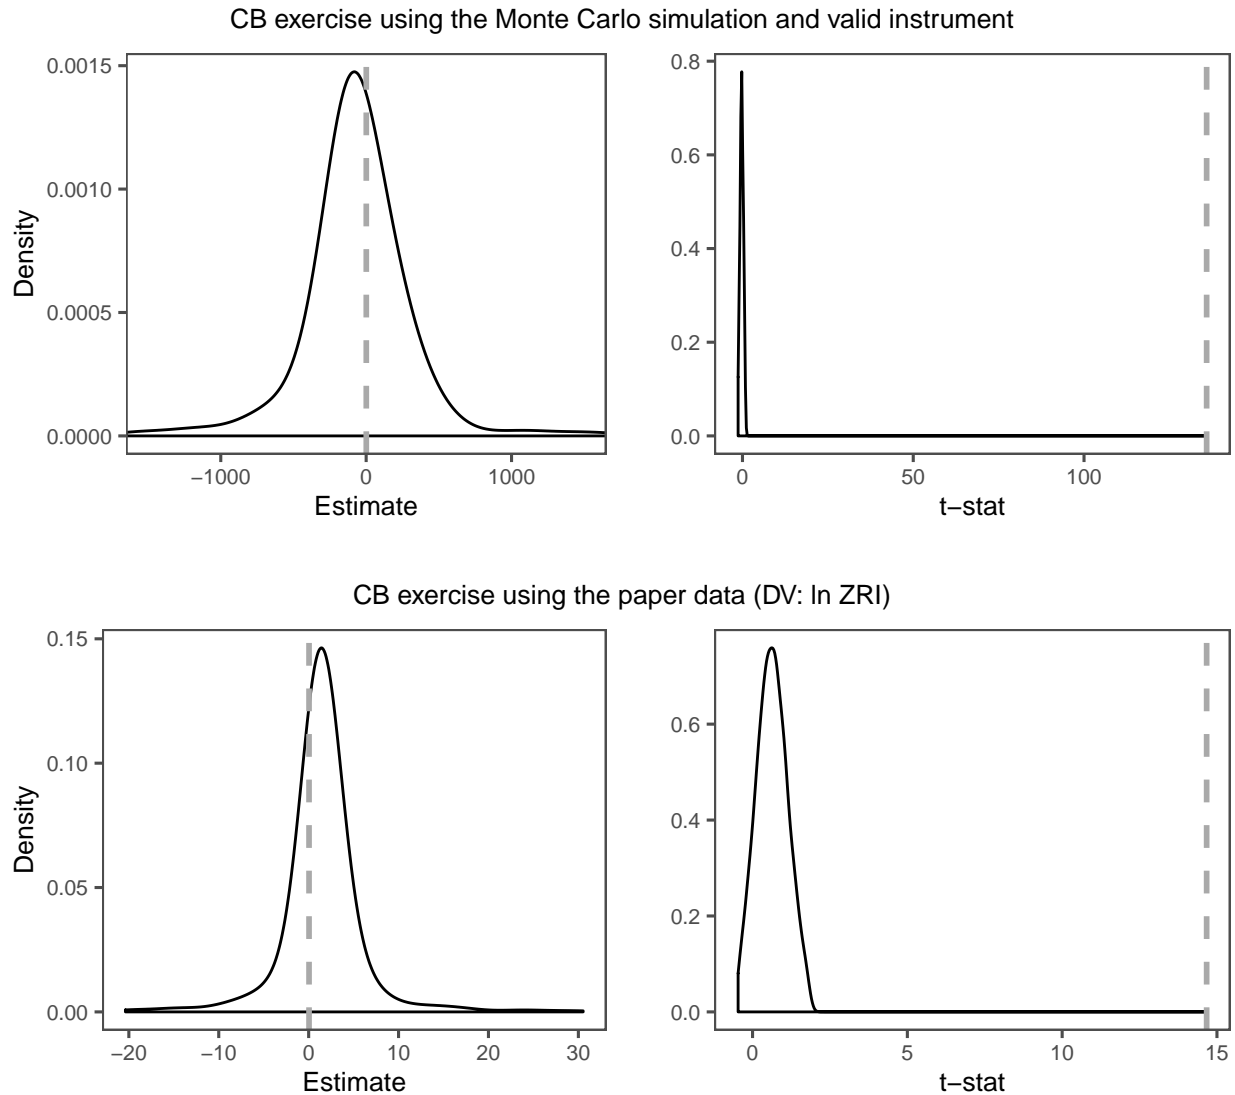 CB exercise using the Monte Carlo simulation and valid instrument
0.0015
0.0010
0.0005
0.0000
Density
−1000 0 1000
Estimate
0.8
0.6
0.4
0.2
0.0
0 50 100
t−stat
CB exercise using the paper data (DV: ln ZRI)
0.15
0.10
0.05
0.00
Density
−20 −10 0 10 20 30
Estimate
0.6
0.4
0.2
0.0
0 5 10 15
t−stat